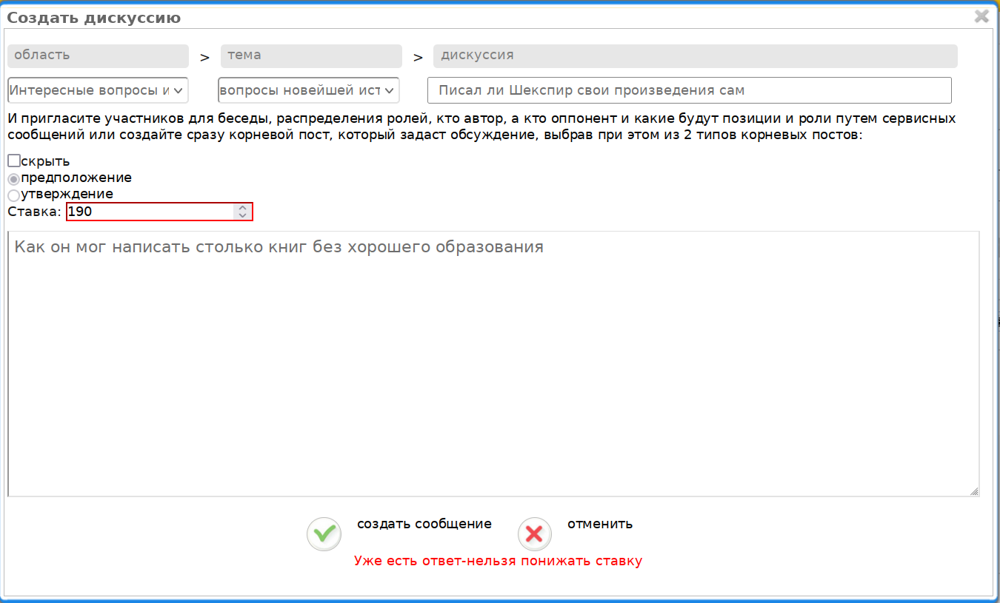 Создать дискуссию
область > тема > дискуссия
Интересные вопросы и вопросы новейшей ист Писал ли Шекспир свои произведения сам
И пригласите участников для беседы, распределения ролей, кто автор, а кто оппонент и какие будут позиции и роли путем сервисных
сообщений или создайте сразу корневой пост, который задаст обсуждение, выбрав при этом из 2 типов корневых постов:
скрыть
предположение
утверждение
Ставка: 190
Как он мог написать столько книг без хорошего образования
создать сообщение отменить
Уже есть ответ-нельзя понижать ставку